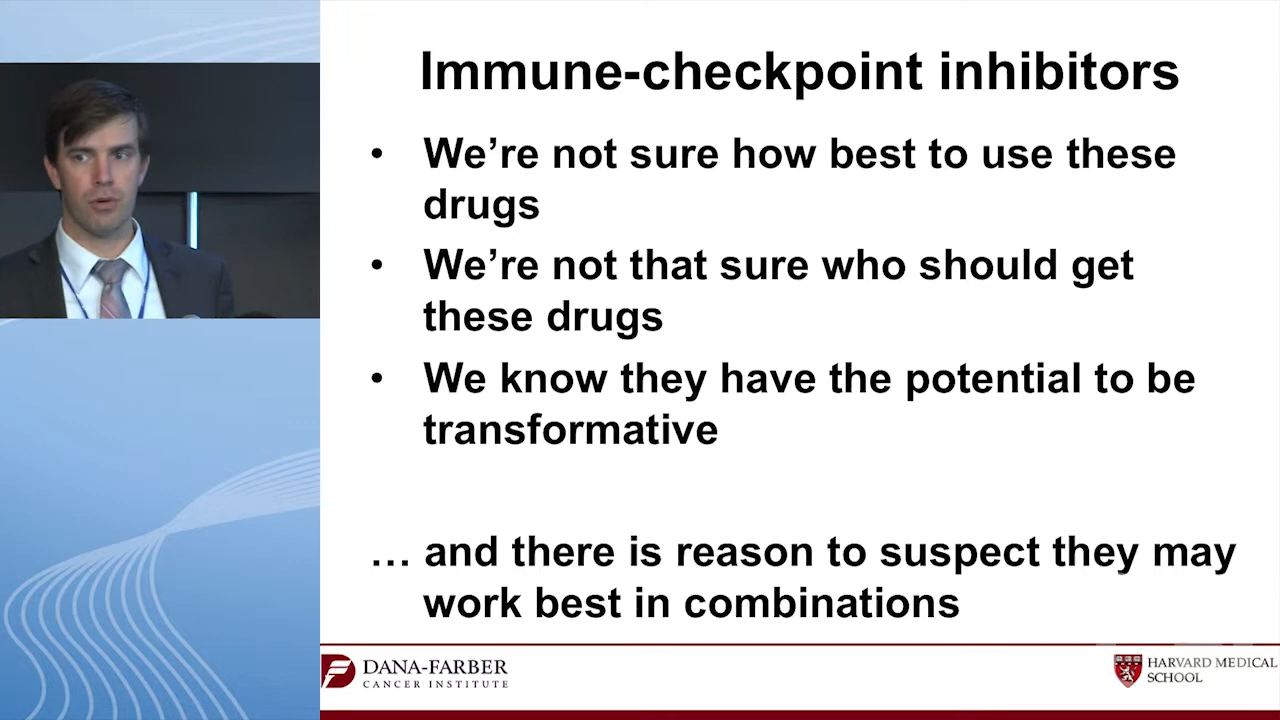 Immune-checkpoint inhibitors
• We’re not sure how best to use these
drugs
• We’re not that sure who should get
these drugs
• We know they have the potential to be
transformative
… and there is reason to suspect they may
work best in combinations
DANA-FARBER
CANCER INSTITUTE
HARVARD MEDICAL
SCHOOL